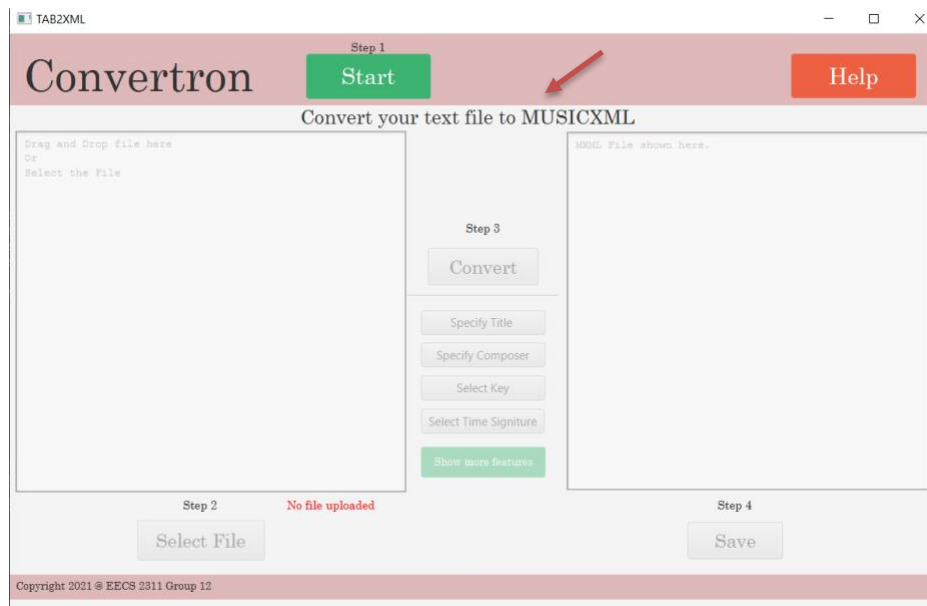 TAB2XML
Step 1
Convertron
Start
Help
Convert your text file to MUSICXML
Drag and Drop file here
Or
Select the File
MXML File shown here.
Step 3
Convert
Specify Title
Specify Composer
Select Key
Select Time Signiture
Show more features
Step 2
No file uploaded
Step 4
Select File
Save
Copyright 2021 @ EECS 2311 Group 12